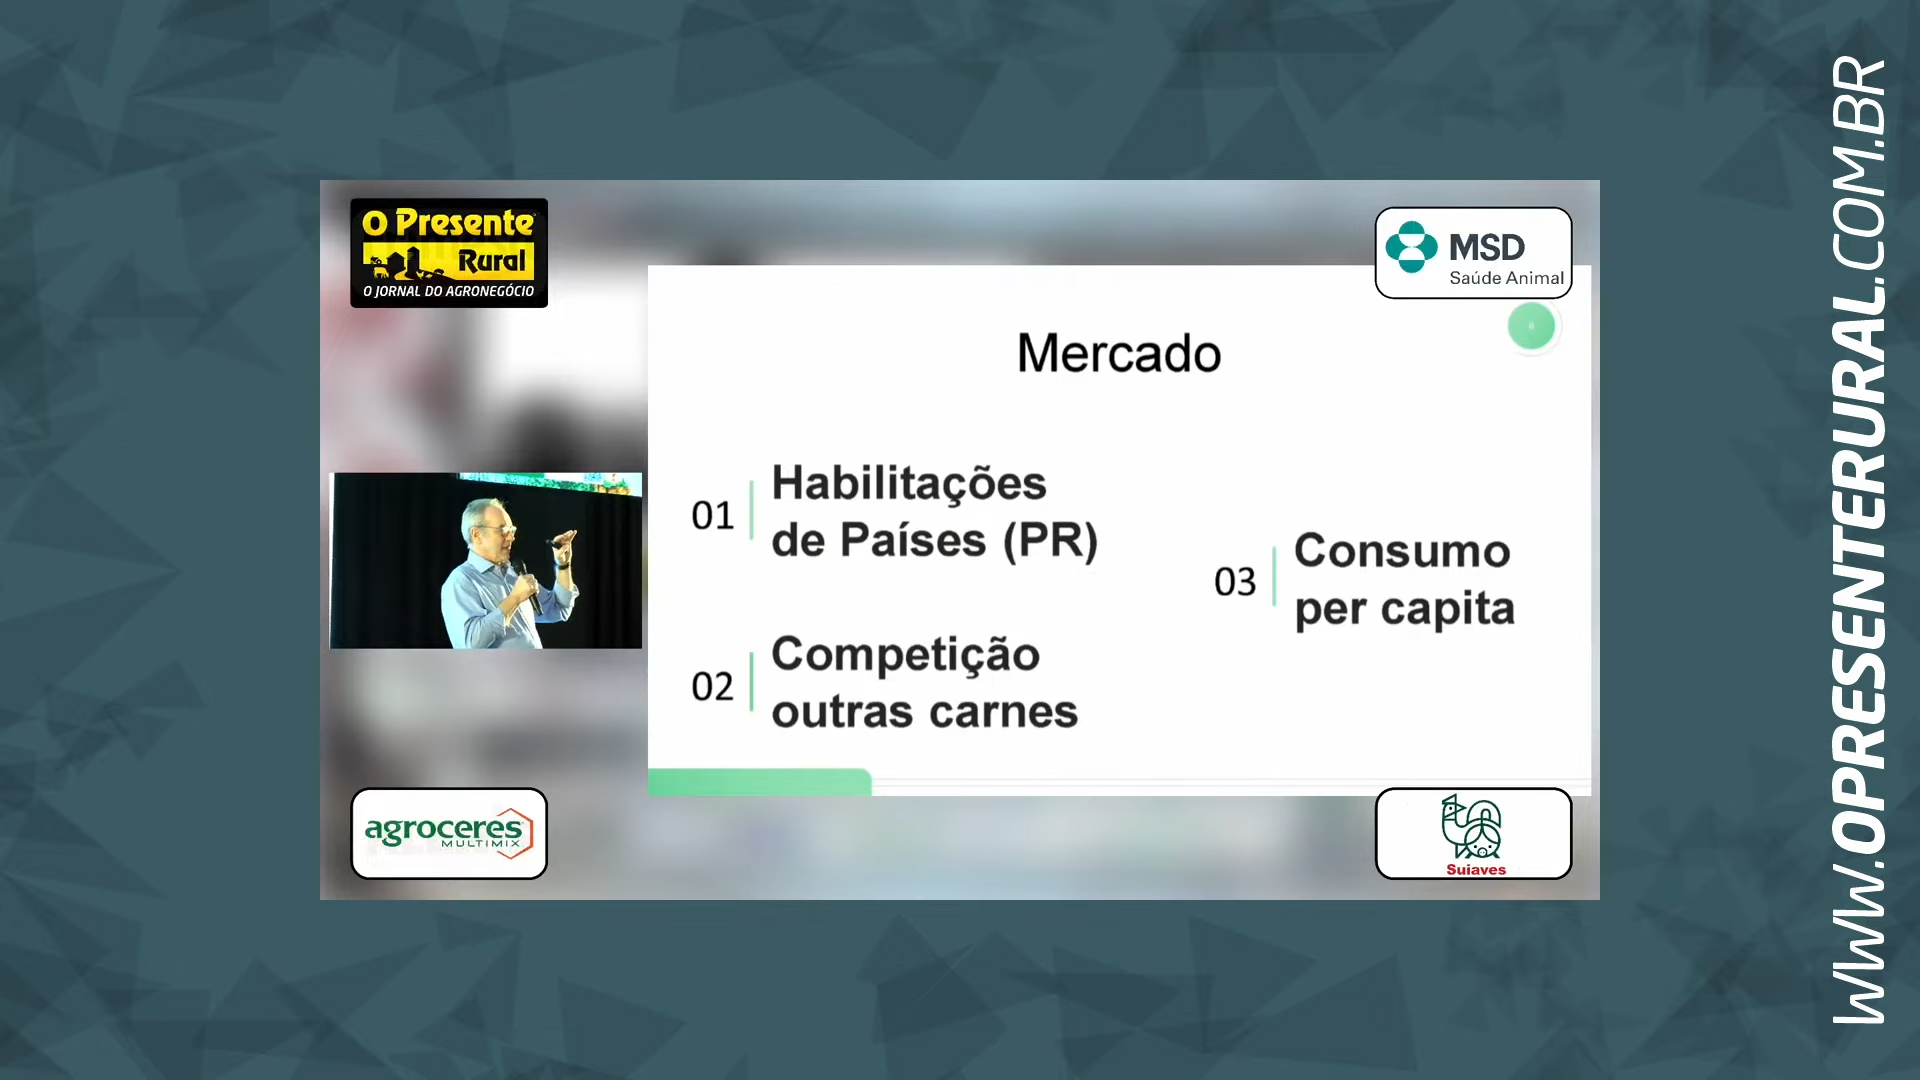 O Presente
Rural
O JORNAL DO AGRONEGÓCIO
MSD
Saúde Animal
Mercado
01
Habilitações
de Países (PR)
02
Competição
outras carnes
03
Consumo
per capita
agroceres
MULTIMIX
Suiaves
WWW.OPRESENTERURAL.COM.BR